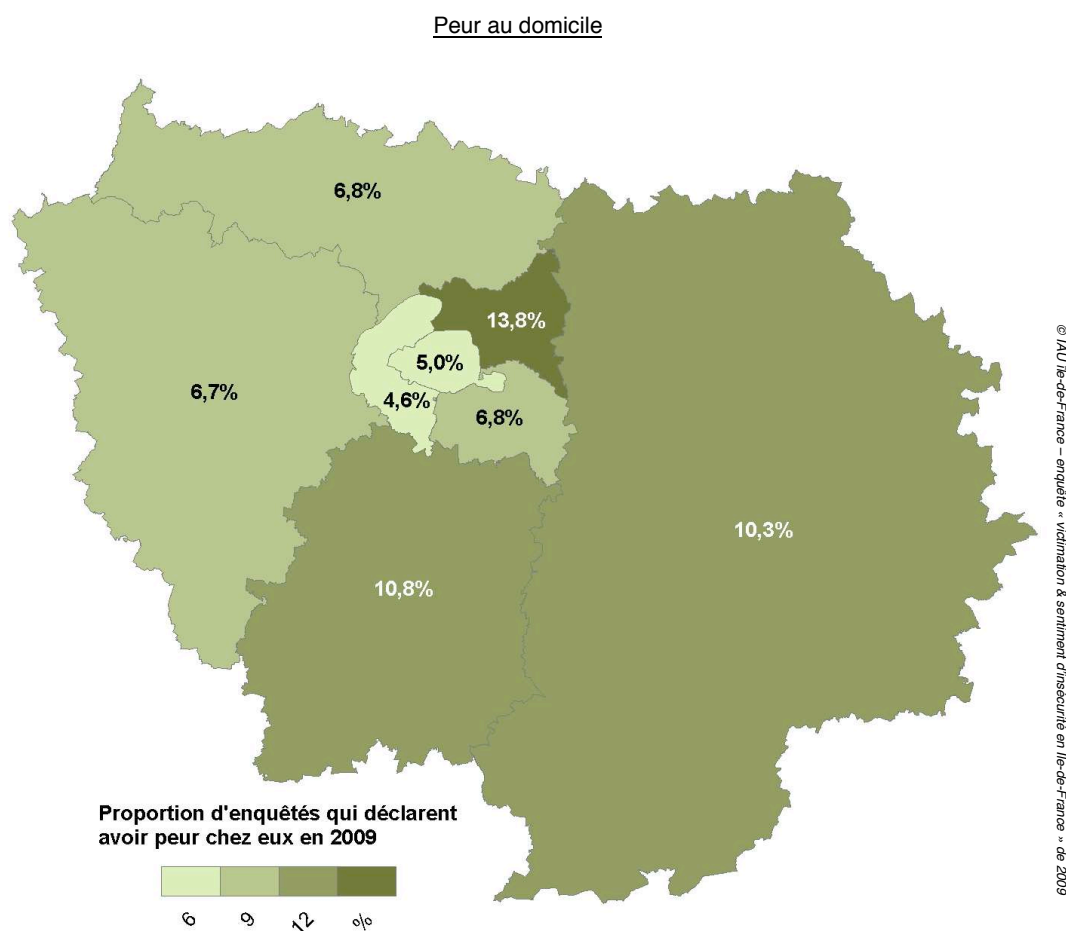 Peur au domicile
6,8%
13,8%
5,0%
6,7%
4,6%
6,8%
10,3%
10,8%
Proportion d'enquêtés qui déclarent
avoir peur chez eux en 2009
6 9 12 %
© IAU île-de-France – enquête « victimation & sentiment d'insécurité en Ile-de-France » de 2009